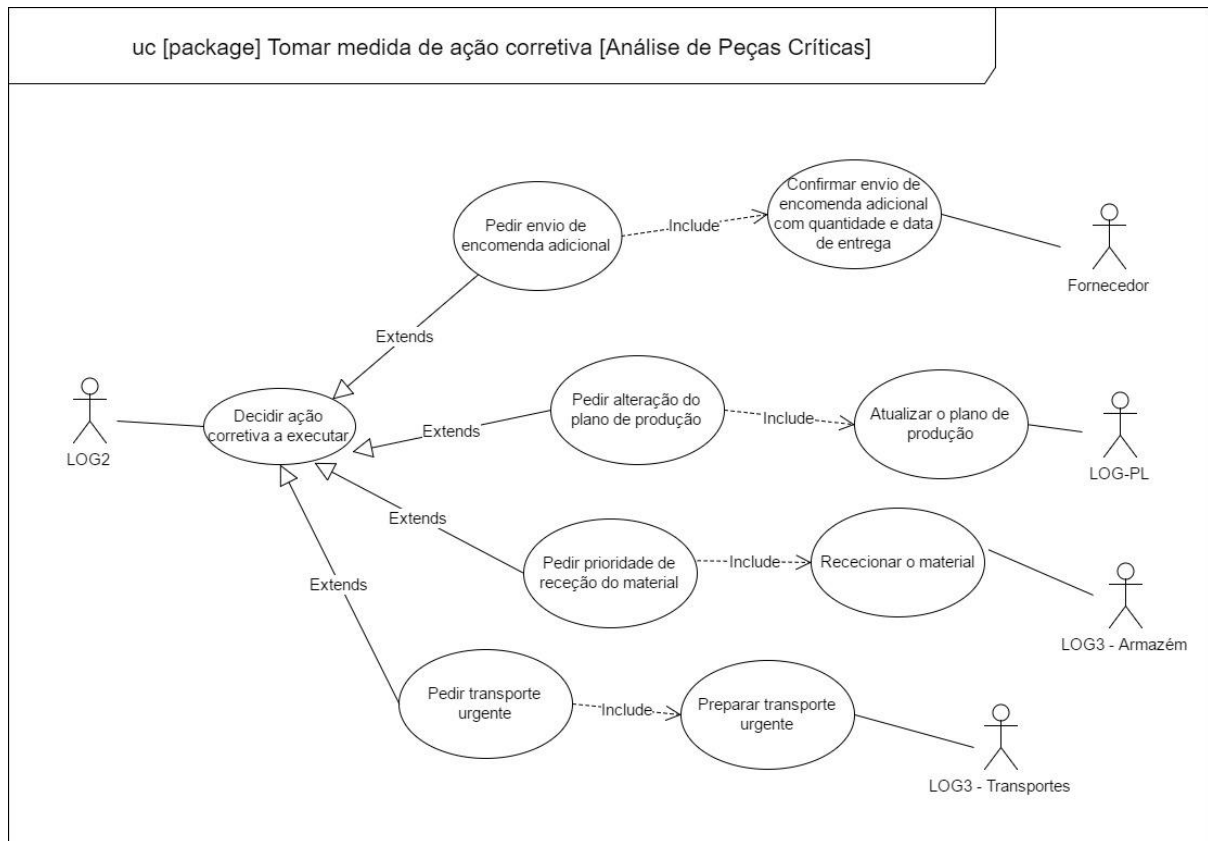 uc [package] Tomar medida de ação corretiva [Análise de Peças Críticas]
Confirmar envio de
encomenda adicional
com quantidade e data
de entrega
Pedir envio de
encomenda adicional
Include
Fornecedor
Extends
Decidir ação
corretiva a executar
LOG2
Pedir alteração do
plano de produção
Include
Atualizar o plano de
produção
Extends
LOG-PL
Extends
Pedir prioridade de
receção do material
Include
Rececionar o material
Extends
LOG3 - Armazém
Pedir transporte
urgente
Include
Preparar transporte
urgente
LOG3 - Transportes